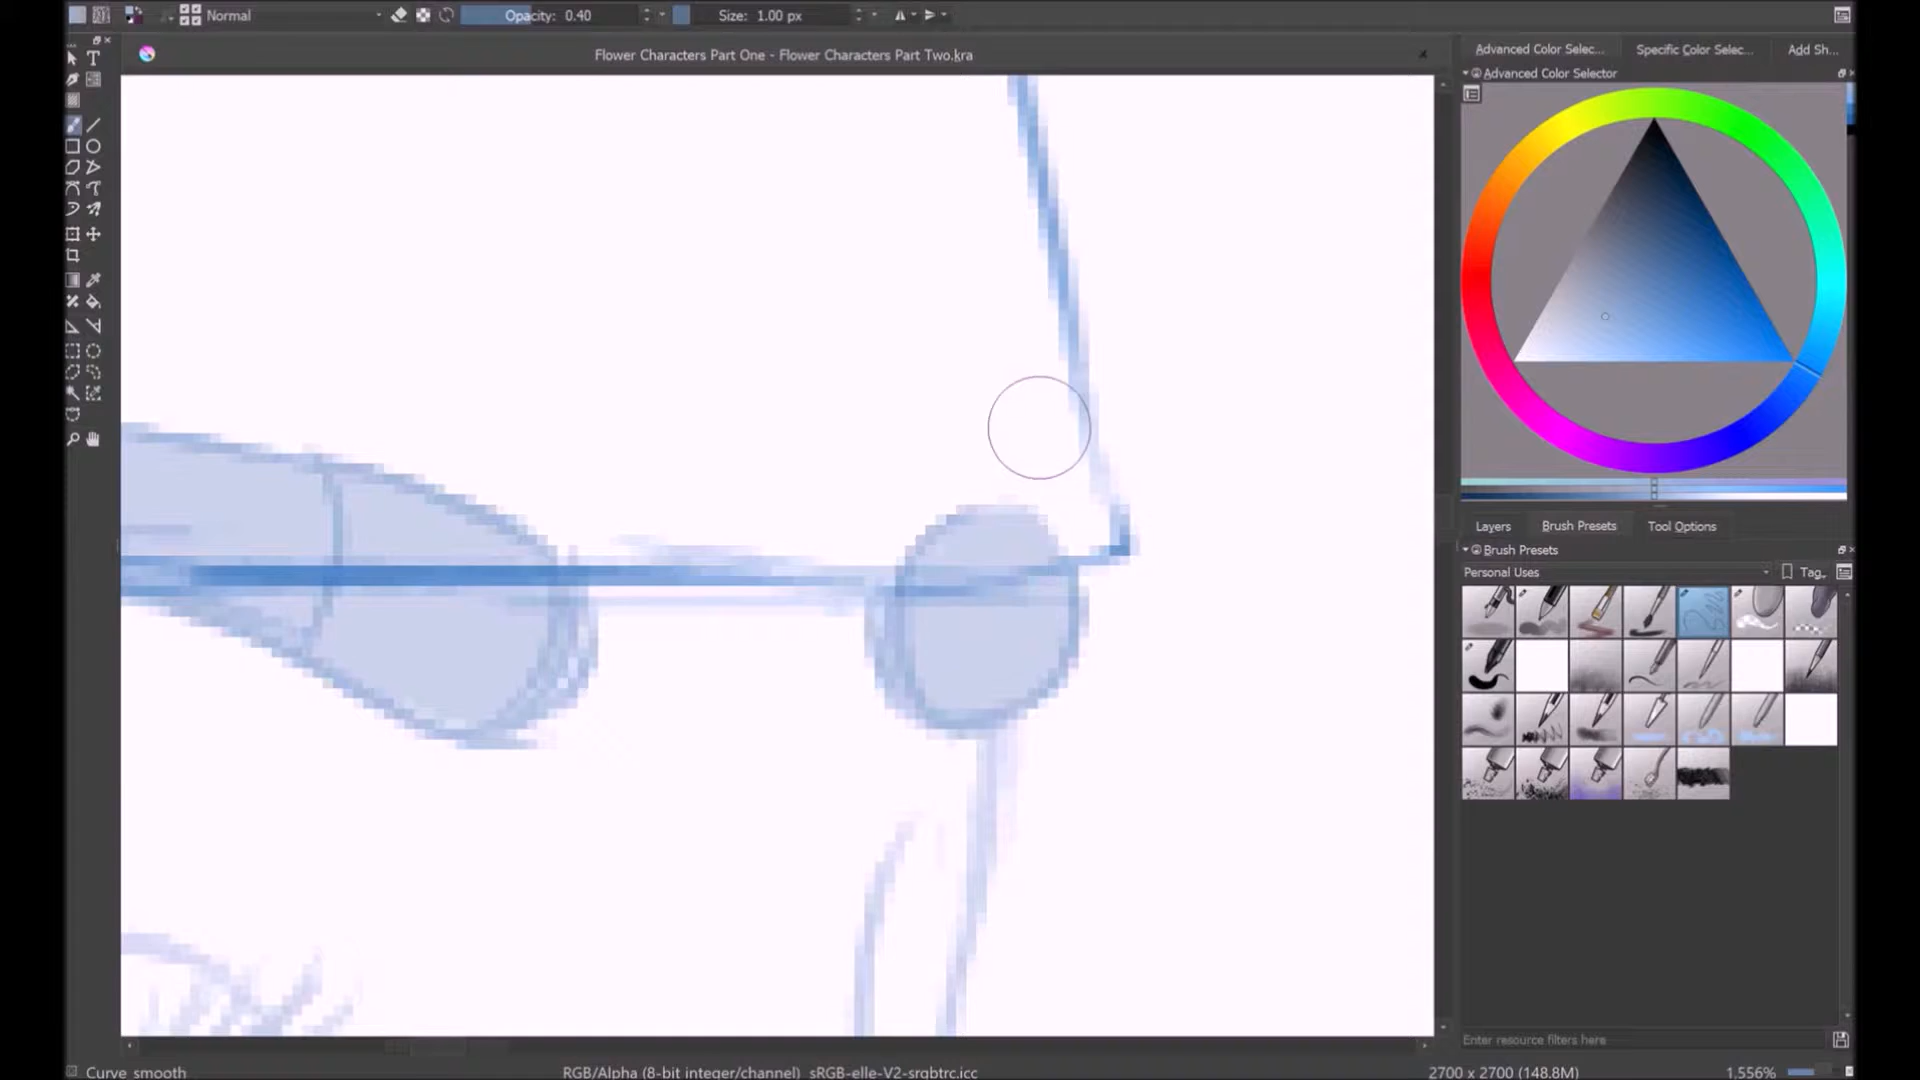 Normal Opacity: 0.40 Size: 1.00 px
Flower Characters Part One - Flower Characters Part Two.kra
Advanced Color Selec... Specific Color Selec... Add Sh...
Advanced Color Selector
Layers Brush Presets Tool Options
Brush Presets
Personal Uses Tag
Enter resource filters here
Curve smooth RGB/Alpha (8-bit integer/channel) sRGB-elle-V2-srgbtrc.icc 2700 x 2700 (148.8M) 1.556%